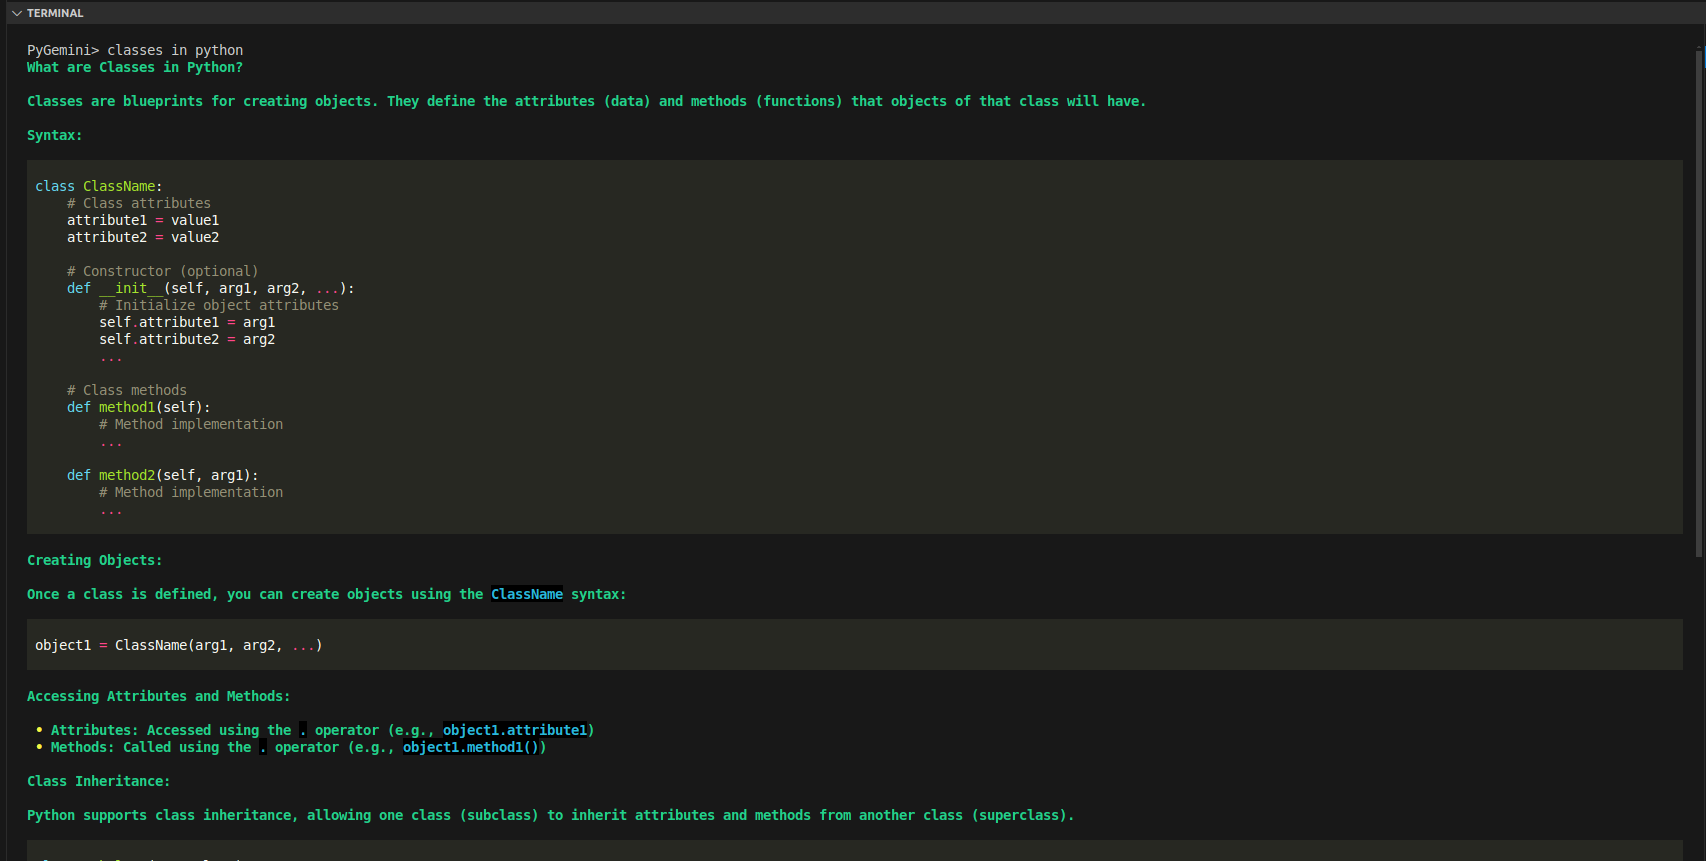 TERMINAL
PyGemini> classes in python
What are Classes in Python?
Classes are blueprints for creating objects. They define the attributes (data) and methods (functions) that objects of that class will have.
Syntax:
class ClassName:
    # Class attributes
    attribute1 = value1
    attribute2 = value2
    # Constructor (optional)
    def __init__(self, arg1, arg2, ...):
        # Initialize object attributes
        self.attribute1 = arg1
        self.attribute2 = arg2
        ...
    # Class methods
    def method1(self):
        # Method implementation
        ...
    def method2(self, arg1):
        # Method implementation
        ...
Creating Objects:
Once a class is defined, you can create objects using the ClassName syntax:
object1 = ClassName(arg1, arg2, ...)
Accessing Attributes and Methods:
• Attributes: Accessed using the . operator (e.g., object1.attribute1)
• Methods: Called using the . operator (e.g., object1.method1())
Class Inheritance:
Python supports class inheritance, allowing one class (subclass) to inherit attributes and methods from another class (superclass).